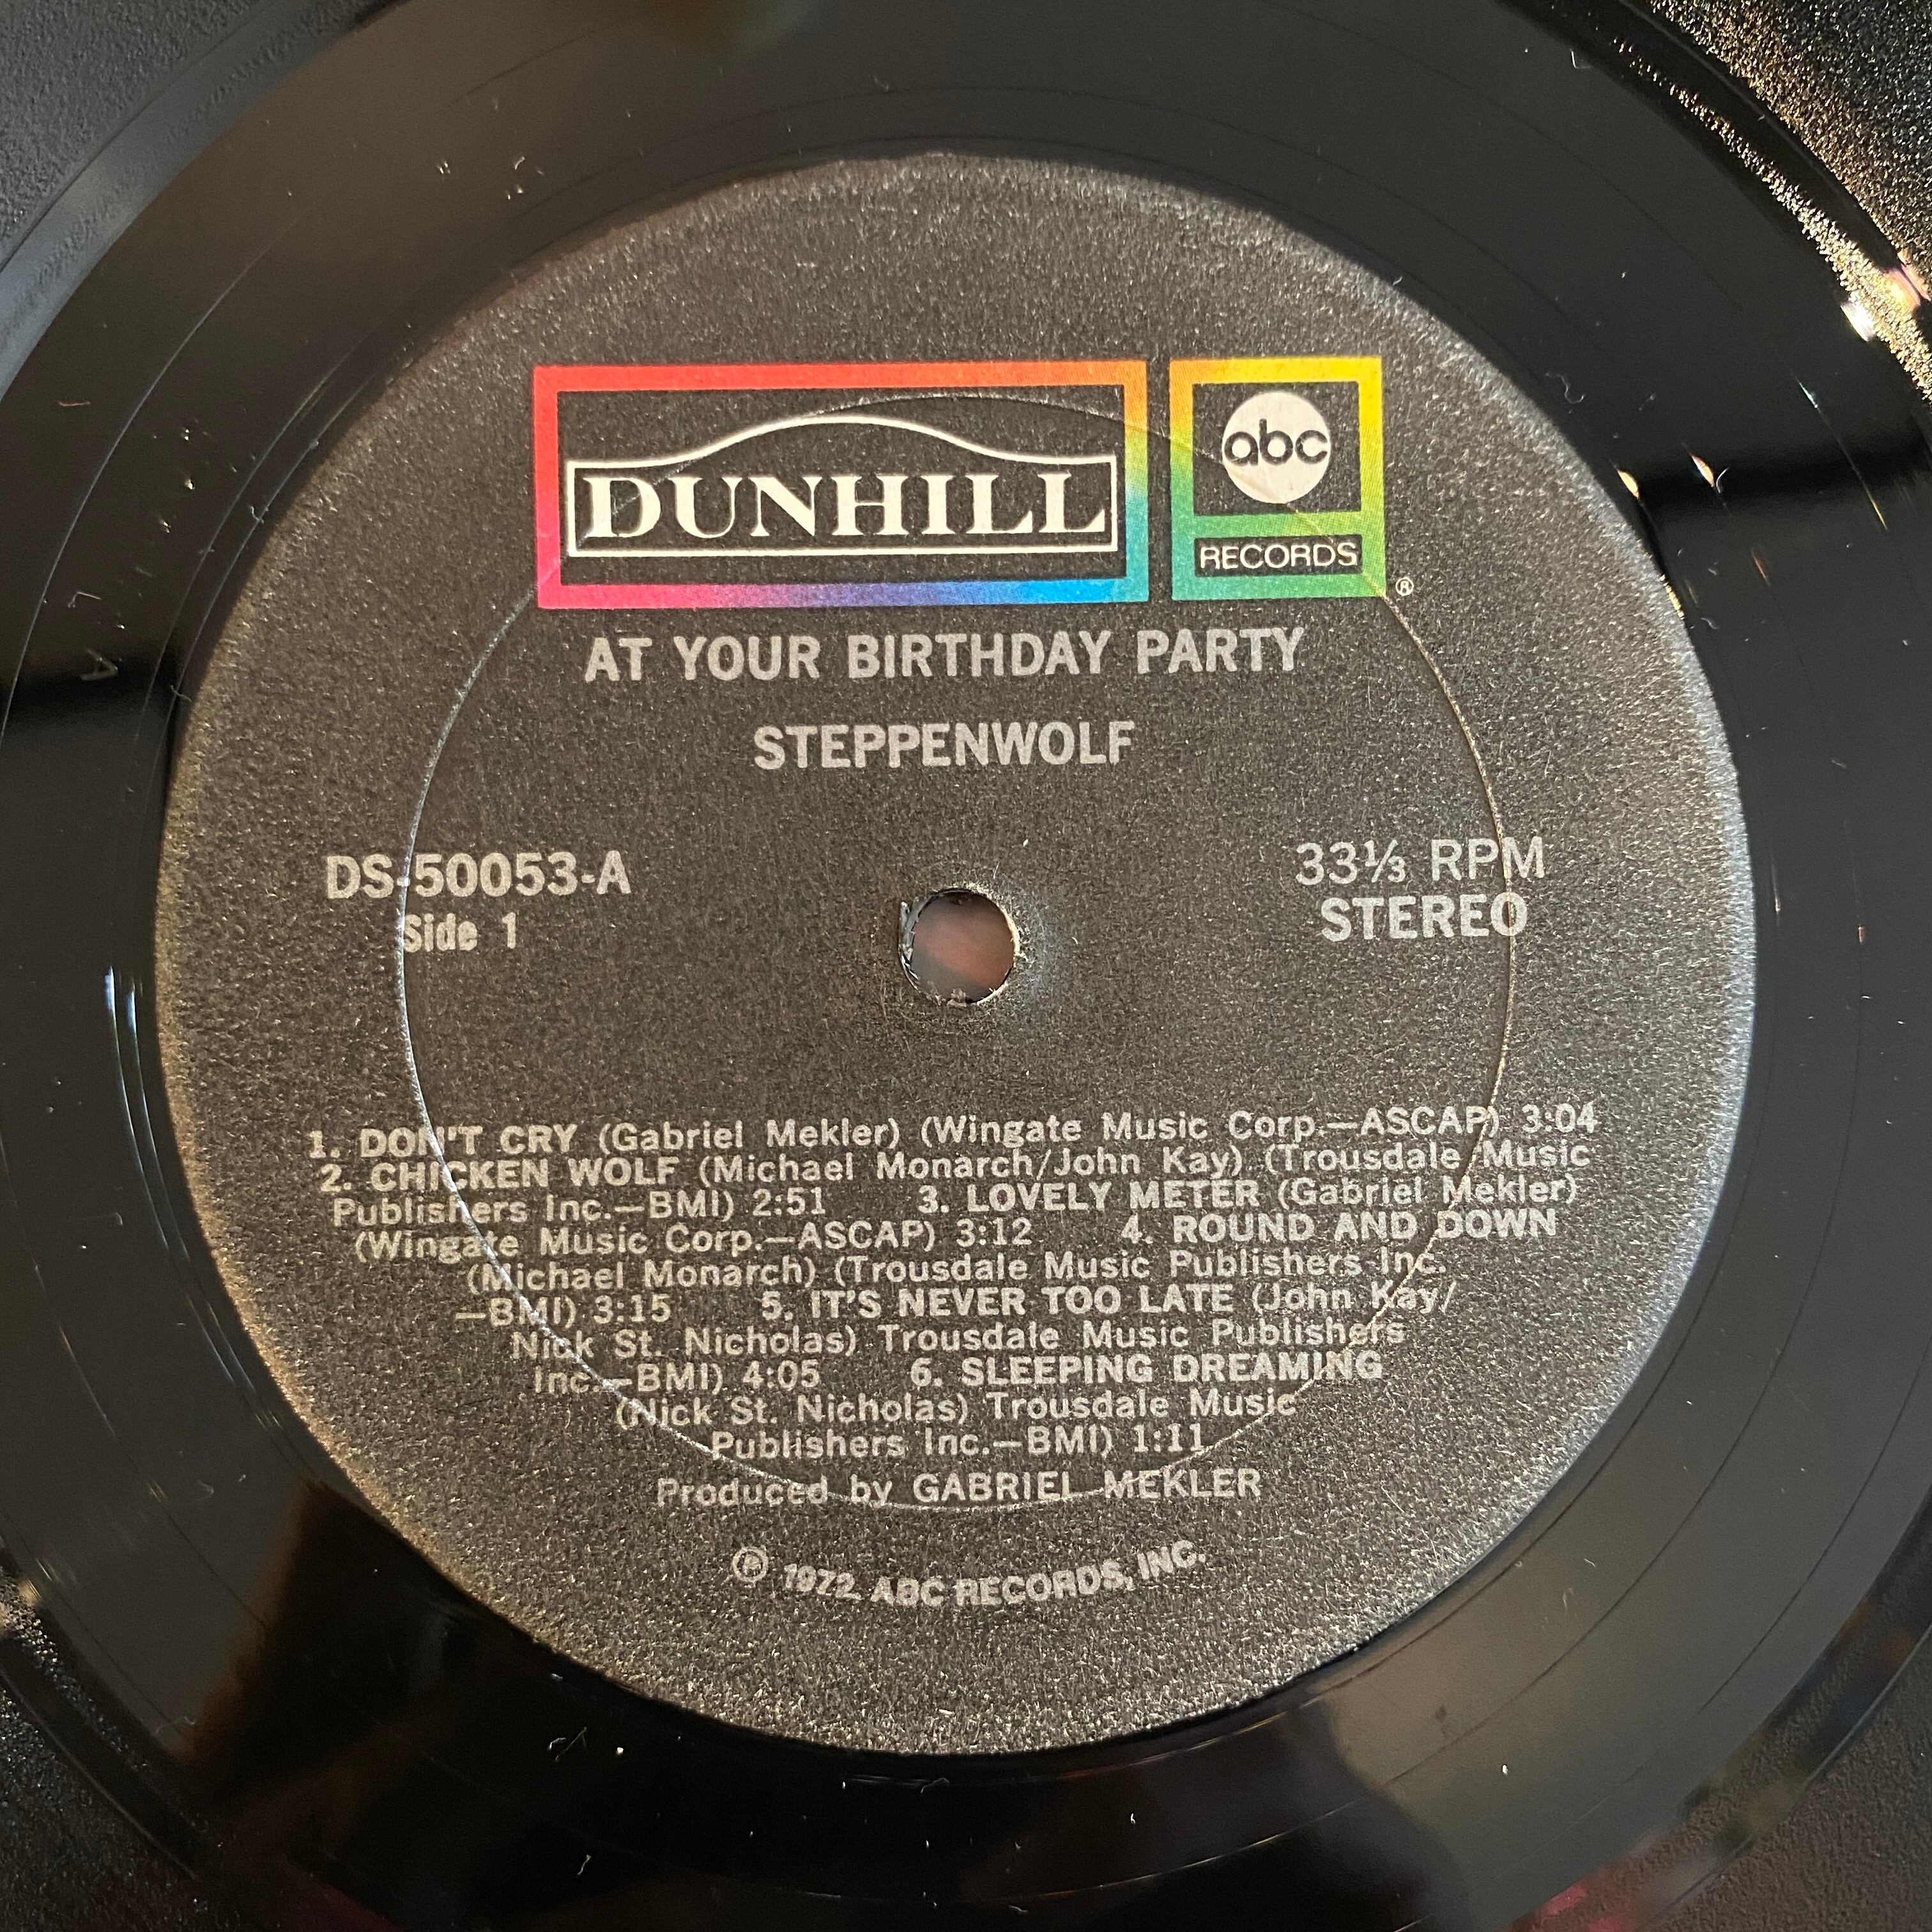 DUNHILL
abc
RECORDS
®
AT YOUR BIRTHDAY PARTY
STEPPENWOLF
DS-50053-A
Side 1
33⅓ RPM
STEREO
1. DON'T CRY (Gabriel Mekler) (Wingate Music Corp.—ASCAP) 3:04
2. CHICKEN WOLF (Michael Monarch/John Kay) (Trousdale Music
Publishers Inc.—BMI) 2:51 3. LOVELY METER (Gabriel Mekler)
(Wingate Music Corp.—ASCAP) 3:12 4. ROUND AND DOWN
(Michael Monarch) (Trousdale Music Publishers Inc.
—BMI) 3:15 5. IT'S NEVER TOO LATE (John Kay/
Nick St. Nicholas) Trousdale Music Publishers
Inc.—BMI) 4:05 6. SLEEPING DREAMING
(Nick St. Nicholas) Trousdale Music
Publishers Inc.—BMI) 1:11
Produced by GABRIEL MEKLER
℗ 1972 ABC RECORDS, INC.